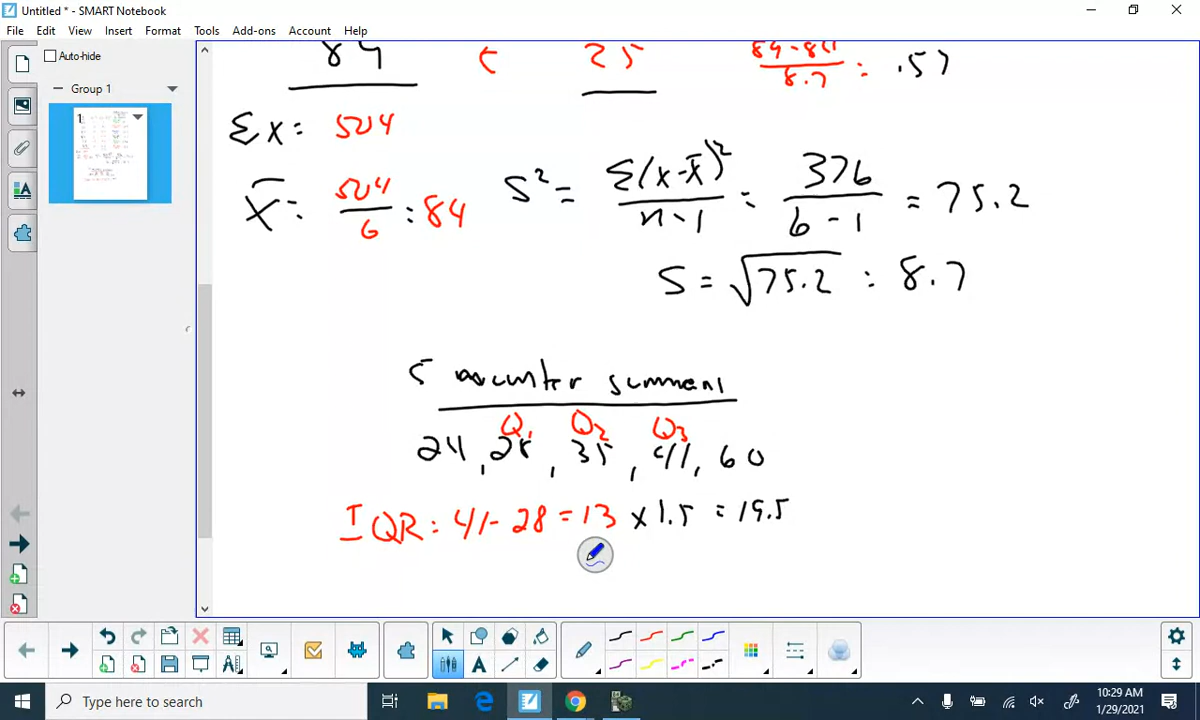 Untitled * - SMART Notebook
File Edit View Insert Format Tools Add-ons Account Help
Auto-hide
Group 1
1
84 25 84-84 / 8.7 : .57
Σx = 504
x̄ = 504/6 : 84
S² = Σ(x-x̄)²/n-1 = 376/6-1 = 75.2
S = √75.2 : 8.7
5 number summary
Q1 Q2 Q3
24, 28, 35, 41, 60
IQR: 41-28 = 13 x 1.5 = 19.5
Type here to search
10:29 AM
1/29/2021